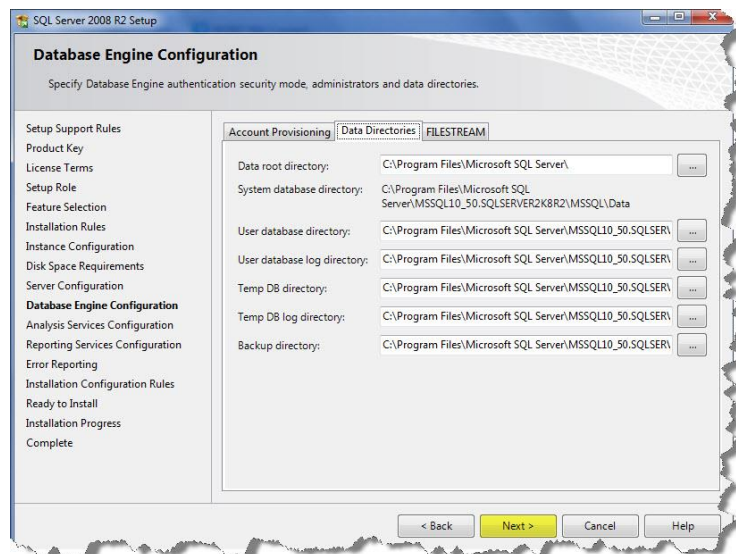 SQL Server 2008 R2 Setup
Database Engine Configuration
Specify Database Engine authentication security mode, administrators and data directories.
Setup Support Rules
Product Key
License Terms
Setup Role
Feature Selection
Installation Rules
Instance Configuration
Disk Space Requirements
Server Configuration
Database Engine Configuration
Analysis Services Configuration
Reporting Services Configuration
Error Reporting
Installation Configuration Rules
Ready to Install
Installation Progress
Complete
Account Provisioning Data Directories FILESTREAM
Data root directory: C:\Program Files\Microsoft SQL Server\ ...
System database directory: C:\Program Files\Microsoft SQL
Server\MSSQL10_50.SQLSERVER2K8R2\MSSQL\Data
User database directory: C:\Program Files\Microsoft SQL Server\MSSQL10_50.SQLSER\ ...
User database log directory: C:\Program Files\Microsoft SQL Server\MSSQL10_50.SQLSER\ ...
Temp DB directory: C:\Program Files\Microsoft SQL Server\MSSQL10_50.SQLSER\ ...
Temp DB log directory: C:\Program Files\Microsoft SQL Server\MSSQL10_50.SQLSER\ ...
Backup directory: C:\Program Files\Microsoft SQL Server\MSSQL10_50.SQLSER\ ...
< Back Next > Cancel Help